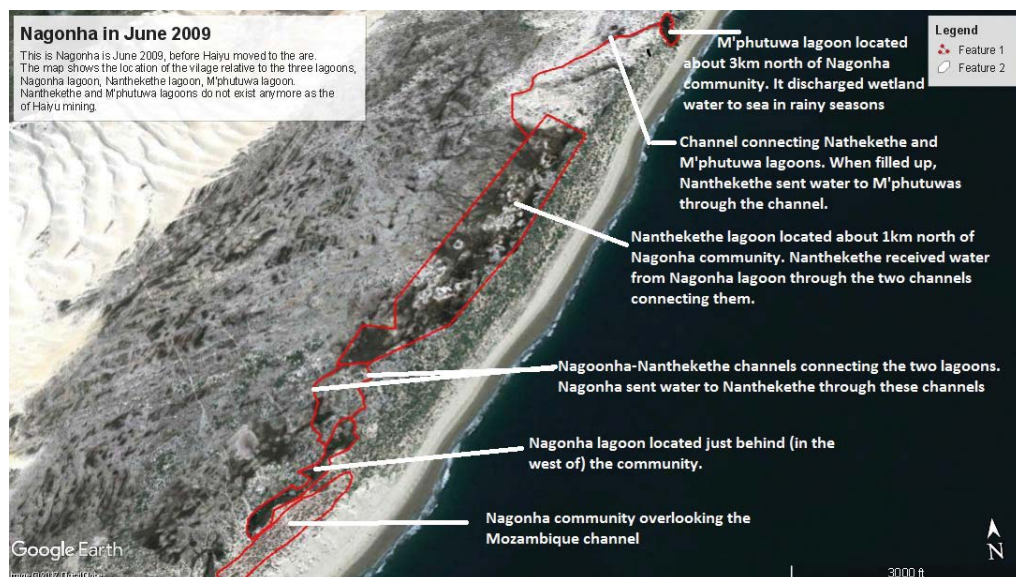 Nagonha in June 2009
This is Nagonha is June 2009, before Haiyu moved to the are.
The map shows the location of the vilage relative to the three lagoons,
Nagonha lagoon, Nanthekethe lagoon, M'phutuwa lagoon.
Nanthekethe and M'phutuwa lagoons do not exist anymore as the
of Haiyu mining.
Legend
Feature 1
Feature 2
M'phutuwa lagoon located
about 3km north of Nagonha
community. It discharged wetland
water to sea in rainy seasons
Channel connecting Nathekethe and
M'phutuwa lagoons. When filled up,
Nanthekethe sent water to M'phutuwas
through the channel.
Nanthekethe lagoon located about 1km north of
Nagonha community. Nanthekethe received water
from Nagonha lagoon through the two channels
connecting them.
Nagoonha-Nanthekethe channels connecting the two lagoons.
Nagonha sent water to Nanthekethe through these channels
Nagonha lagoon located just behind (in the
west of) the community.
Nagonha community overlooking the
Mozambique channel
Google Earth
N
3000 ft